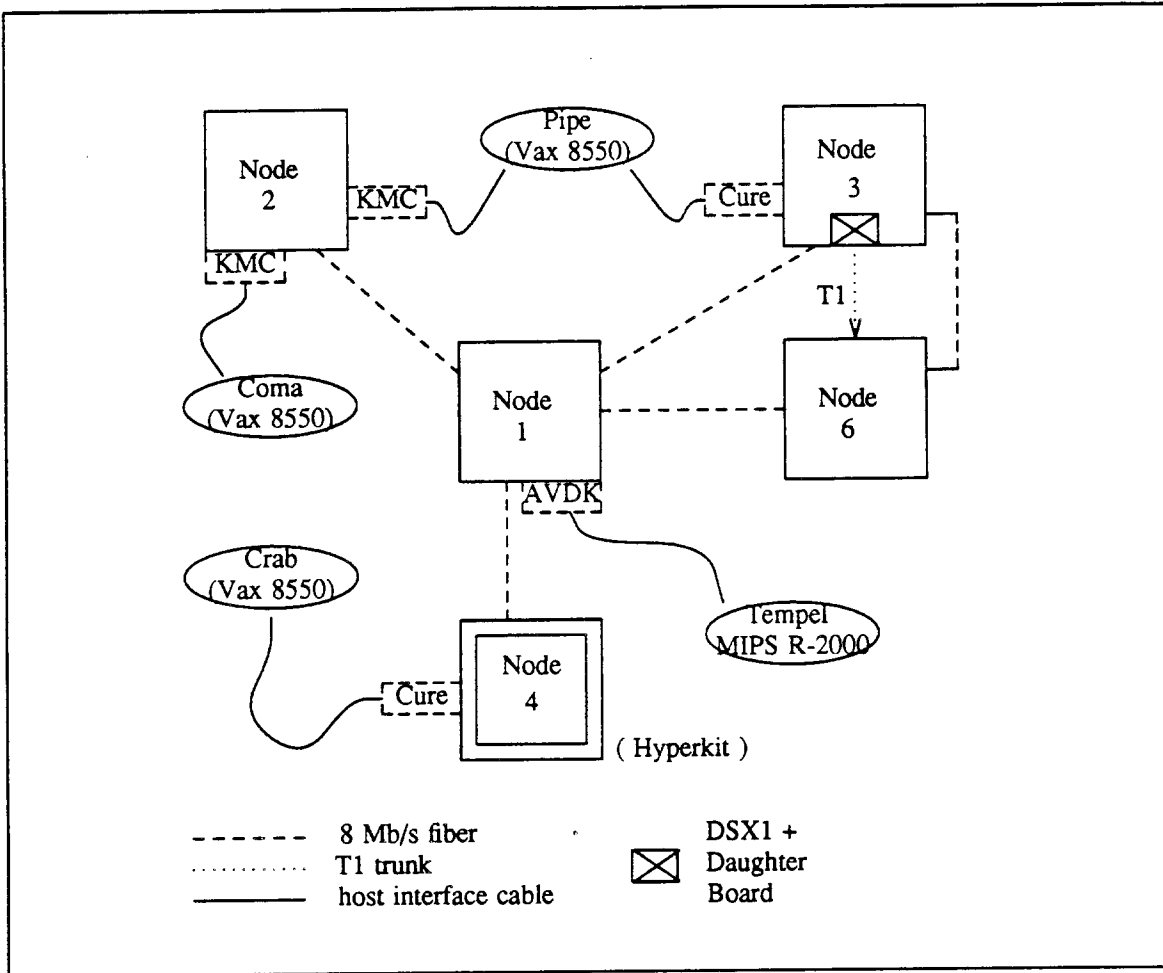 Pipe
(Vax 8550)
Node
2
KMC
KMC
Node
3
Cure
T1
Coma
(Vax 8550)
Node
1
AVDK
Node
6
Crab
(Vax 8550)
Tempel
MIPS R-2000
Node
4
Cure
( Hyperkit )
8 Mb/s fiber
T1 trunk
host interface cable
DSX1 +
Daughter
Board